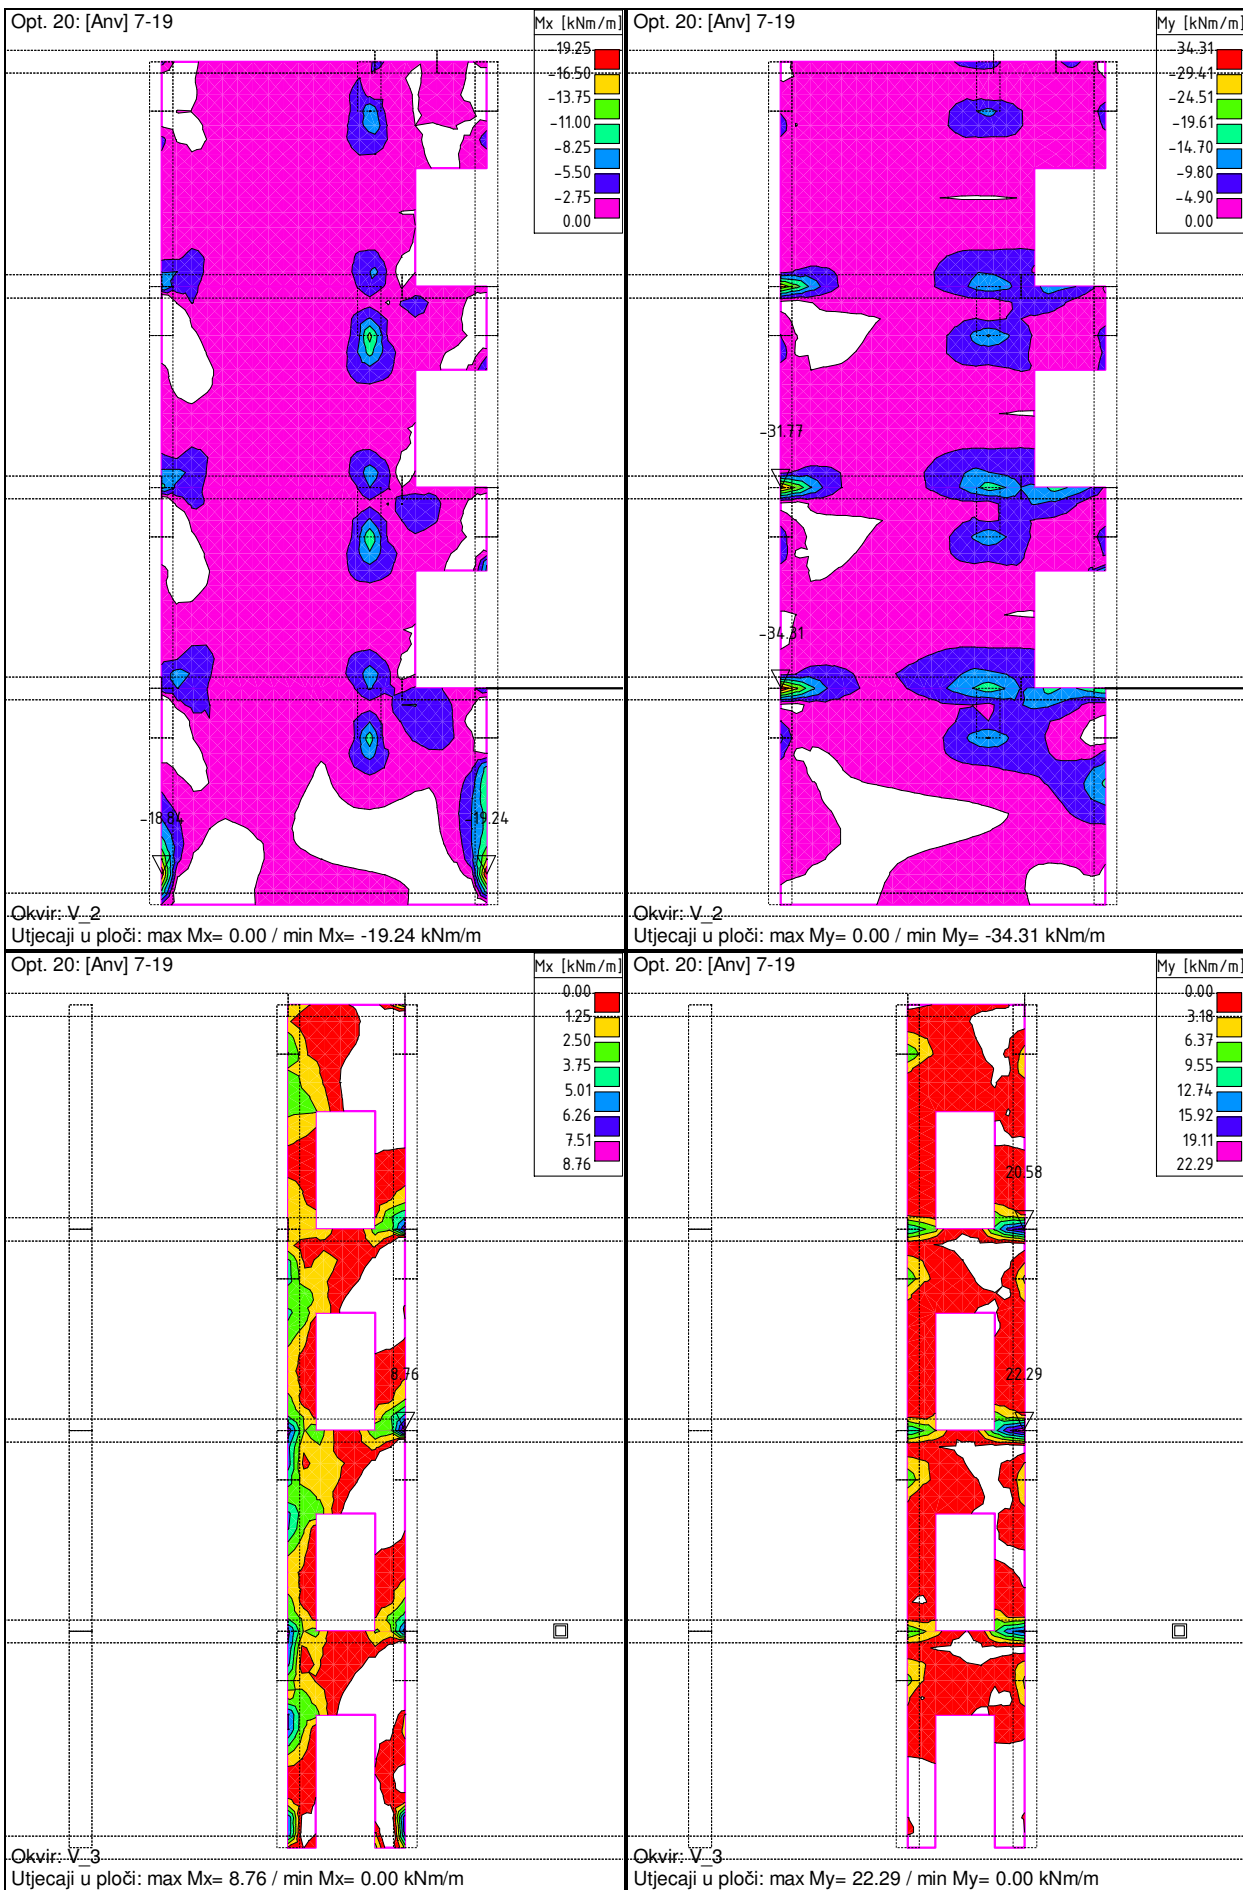 Opt. 20: [Anv] 7-19
Mx [kNm/m]
-19.25
-16.50
-13.75
-11.00
-8.25
-5.50
-2.75
0.00
-18.84
-19.24
Okvir: V_2
Utjecaji u ploči: max Mx= 0.00 / min Mx= -19.24 kNm/m
Opt. 20: [Anv] 7-19
My [kNm/m]
-34.31
-29.41
-24.51
-19.61
-14.70
-9.80
-4.90
0.00
-31.77
-34.31
Okvir: V_2
Utjecaji u ploči: max My= 0.00 / min My= -34.31 kNm/m
Opt. 20: [Anv] 7-19
Mx [kNm/m]
0.00
1.25
2.50
3.75
5.01
6.26
7.51
8.76
8.76
Okvir: V_3
Utjecaji u ploči: max Mx= 8.76 / min Mx= 0.00 kNm/m
Opt. 20: [Anv] 7-19
My [kNm/m]
0.00
3.18
6.37
9.55
12.74
15.92
19.11
22.29
20.58
22.29
Okvir: V_3
Utjecaji u ploči: max My= 22.29 / min My= 0.00 kNm/m